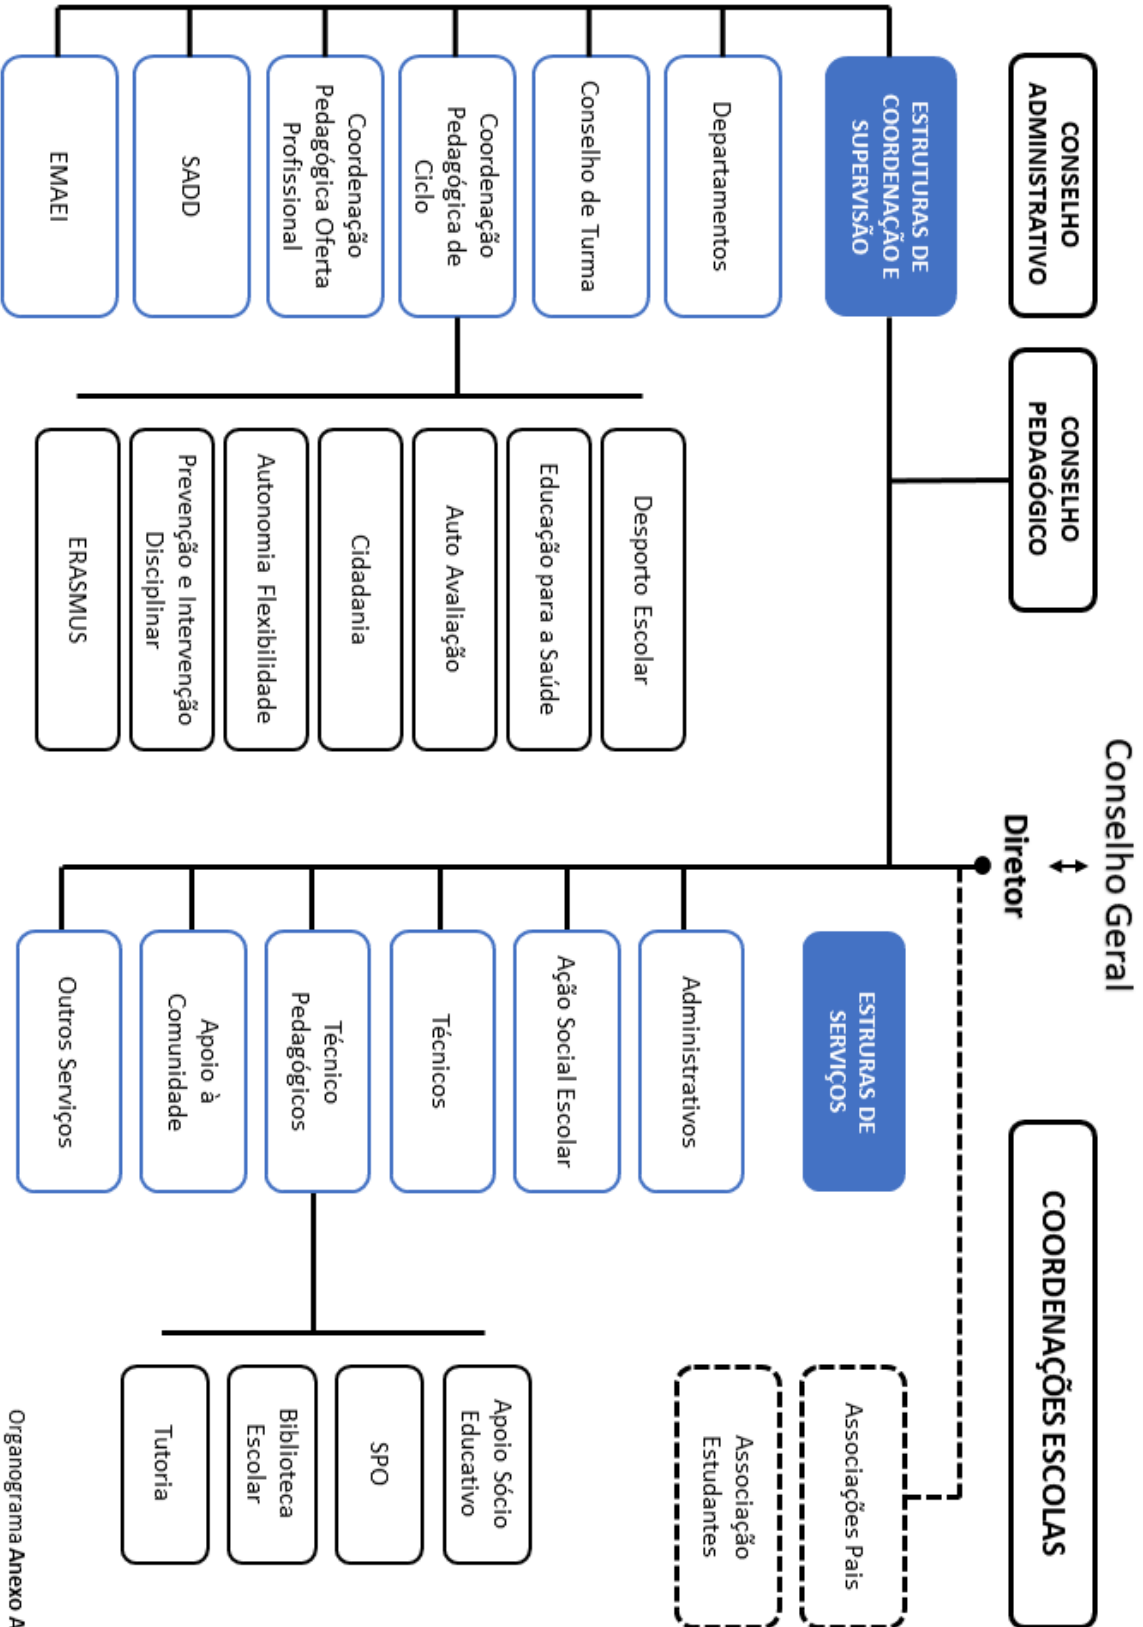 Conselho Geral
Diretor
CONSELHO
ADMINISTRATIVO
CONSELHO
PEDAGÓGICO
COORDENAÇÕES ESCOLAS
ESTRUTURAS DE
COORDENAÇÃO E
SUPERVISÃO
Departamentos
Conselho de Turma
Coordenação
Pedagógica de
Ciclo
Coordenação
Pedagógica Oferta
Profissional
SADD
EMAEI
Desporto Escolar
Educação para a Saúde
Auto Avaliação
Cidadania
Autonomia Flexibilidade
Prevenção e Intervenção
Disciplinar
ERASMUS
ESTRURAS DE
SERVIÇOS
Administrativos
Ação Social Escolar
Técnicos
Técnico
Pedagógicos
Apoio à
Comunidade
Outros Serviços
Associações Pais
Associação
Estudantes
Apoio Sócio
Educativo
SPO
Biblioteca
Escolar
Tutoria
Organograma Anexo A